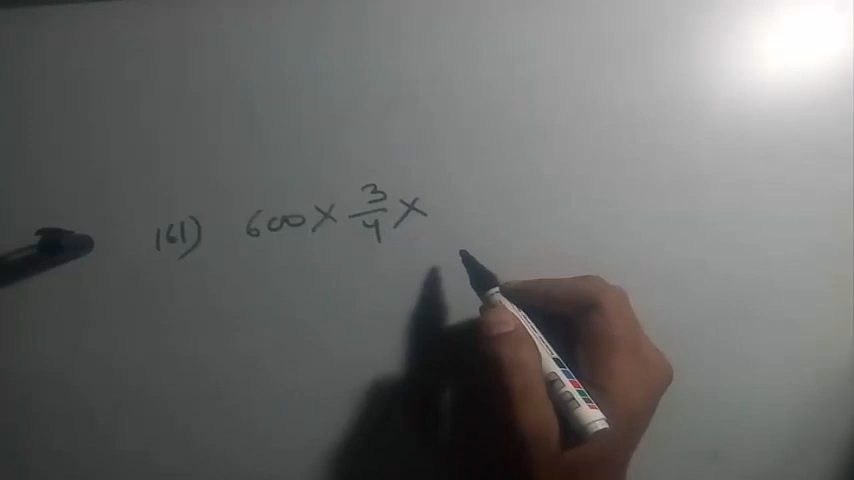 161) 600 × 3/4 ×